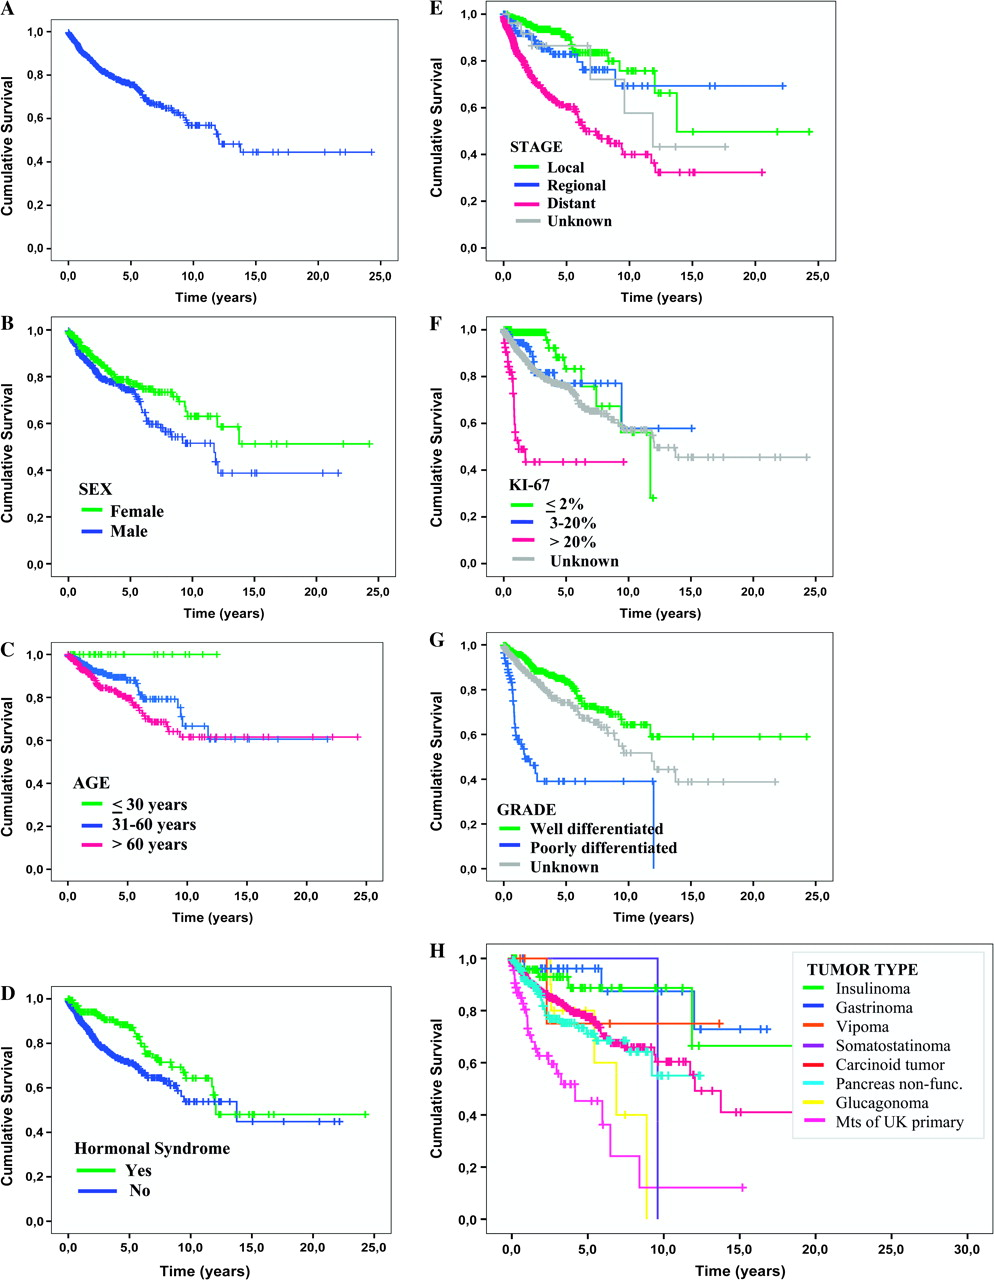 A
Cumulative Survival
1,0
0,8
0,6
0,4
0,2
0,0
0,0 5,0 10,0 15,0 20,0 25,0
Time (years)
B
Cumulative Survival
1,0
0,8
0,6
0,4
0,2
0,0
SEX
Female
Male
0,0 5,0 10,0 15,0 20,0 25,0
Time (years)
C
Cumulative Survival
1,0
0,8
0,6
0,4
0,2
0,0
AGE
≤ 30 years
31-60 years
> 60 years
0,0 5,0 10,0 15,0 20,0 25,0
Time (years)
D
Cumulative Survival
1,0
0,8
0,6
0,4
0,2
0,0
Hormonal Syndrome
Yes
No
0,0 5,0 10,0 15,0 20,0 25,0
Time (years)
E
Cumulative Survival
1,0
0,8
0,6
0,4
0,2
0,0
STAGE
Local
Regional
Distant
Unknown
0,0 5,0 10,0 15,0 20,0 25,0
Time (years)
F
Cumulative Survival
1,0
0,8
0,6
0,4
0,2
0,0
KI-67
≤ 2%
3-20%
> 20%
Unknown
0,0 5,0 10,0 15,0 20,0 25,0
Time (years)
G
Cumulative Survival
1,0
0,8
0,6
0,4
0,2
0,0
GRADE
Well differentiated
Poorly differentiated
Unknown
0,0 5,0 10,0 15,0 20,0 25,0
Time (years)
H
Cumulative Survival
1,0
0,8
0,6
0,4
0,2
0,0
TUMOR TYPE
Insulinoma
Gastrinoma
Vipoma
Somatostatinoma
Carcinoid tumor
Pancreas non-func.
Glucagonoma
Mts of UK primary
0,0 5,0 10,0 15,0 20,0 25,0 30,0
Time (years)